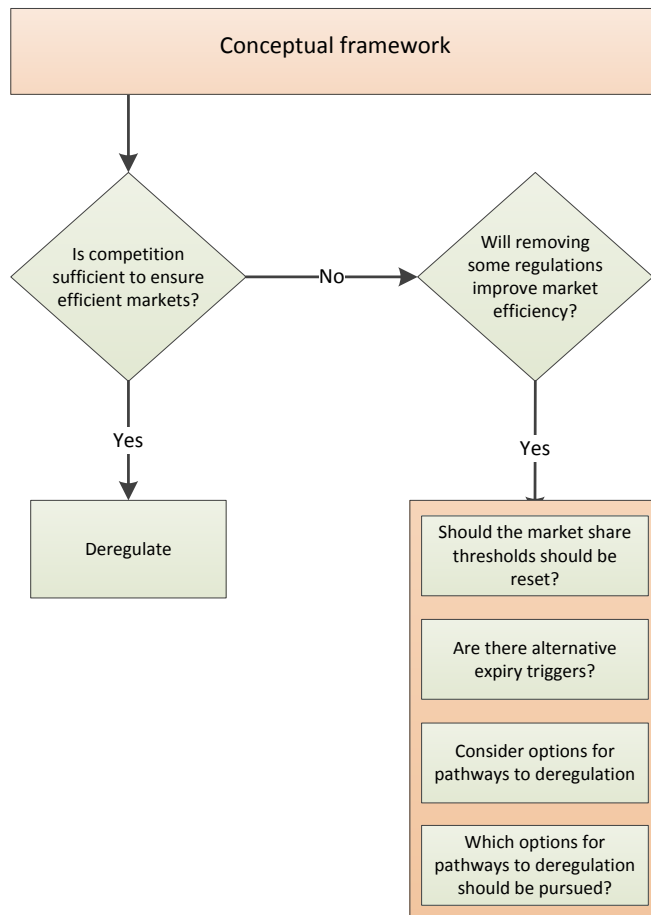 Conceptual framework
Is competition
sufficient to ensure
efficient markets?
No
Will removing
some regulations
improve market
efficiency?
Yes
Yes
Deregulate
Should the market share
thresholds should be
reset?
Are there alternative
expiry triggers?
Consider options for
pathways to deregulation
Which options for
pathways to deregulation
should be pursued?